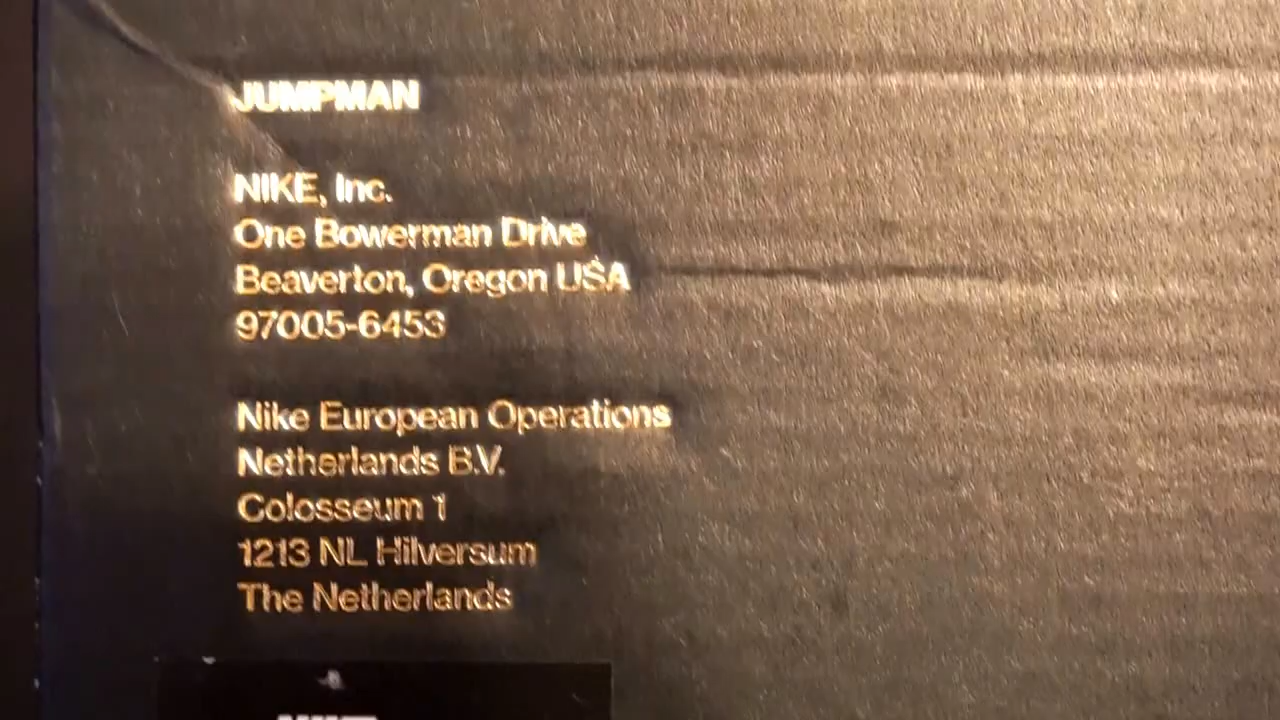 JUMPMAN
NIKE, Inc.
One Bowerman Drive
Beaverton, Oregon USA
97005-6453
Nike European Operations
Netherlands B.V.
Colosseum 1
1213 NL Hilversum
The Netherlands